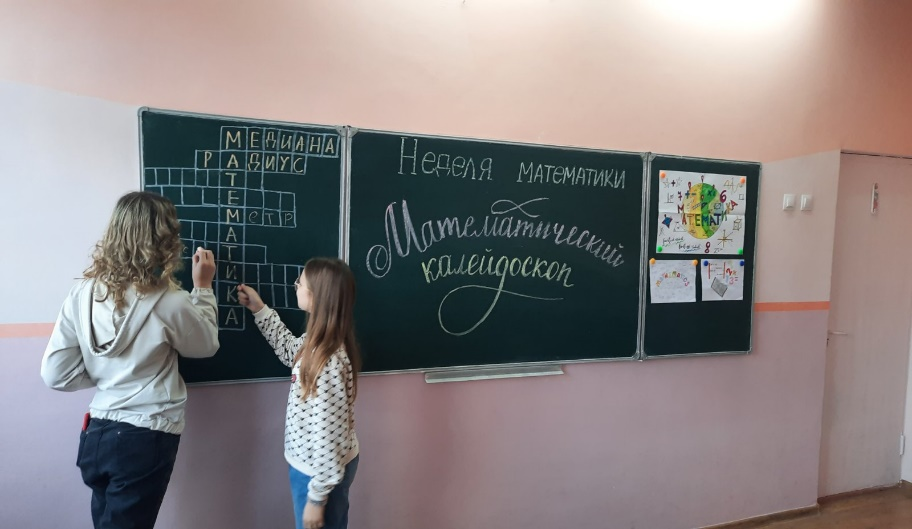 МЕДИАНА
РАДИУС
Т
Е
МЕТР
А
Т
И
К
А
Неделя математики
Математический
калейдоскоп
МАТЕМАТИКА